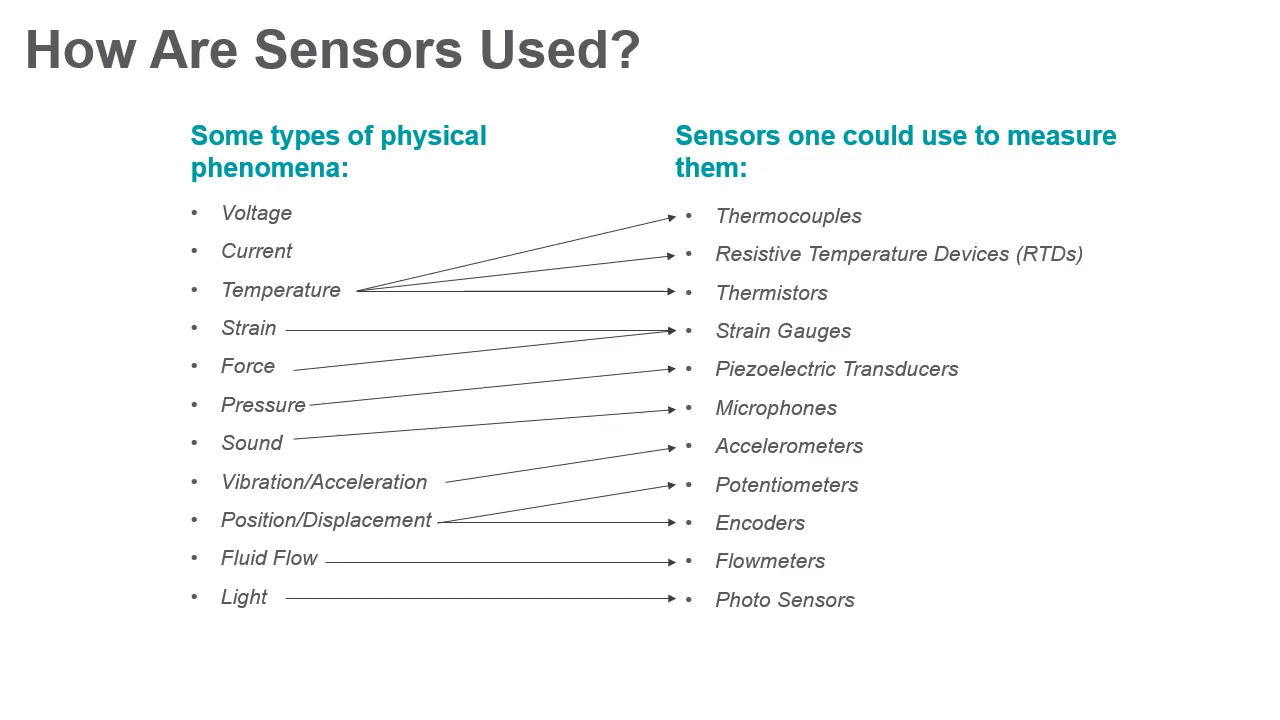 How Are Sensors Used?
Some types of physical
phenomena:
• Voltage
• Current
• Temperature
• Strain
• Force
• Pressure
• Sound
• Vibration/Acceleration
• Position/Displacement
• Fluid Flow
• Light
Sensors one could use to measure
them:
• Thermocouples
• Resistive Temperature Devices (RTDs)
• Thermistors
• Strain Gauges
• Piezoelectric Transducers
• Microphones
• Accelerometers
• Potentiometers
• Encoders
• Flowmeters
• Photo Sensors